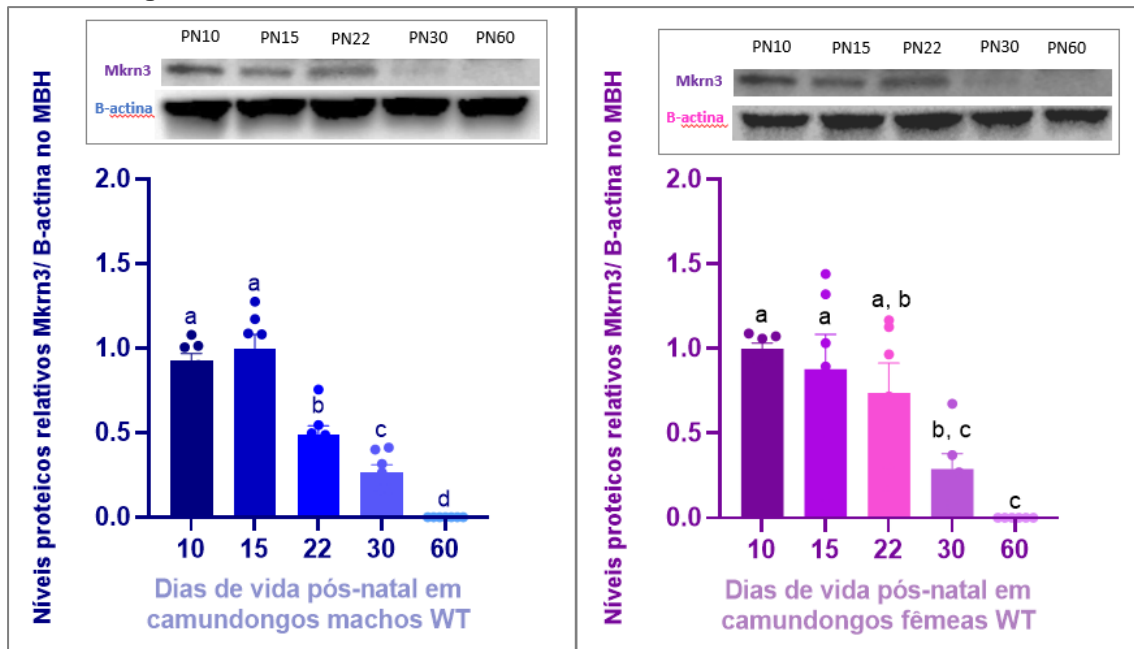 PN10 PN15 PN22 PN30 PN60
Mkrn3
B-actina
Níveis proteicos relativos Mkrn3/ B-actina no MBH
2.0
1.5
1.0
0.5
0.0
a
a
b
c
d
10 15 22 30 60
Dias de vida pós-natal em
camundongos machos WT
PN10 PN15 PN22 PN30 PN60
Mkrn3
B-actina
Níveis proteicos relativos Mkrn3/ B-actina no MBH
2.0
1.5
1.0
0.5
0.0
a
a
a, b
b, c
c
10 15 22 30 60
Dias de vida pós-natal em
camundongos fêmeas WT